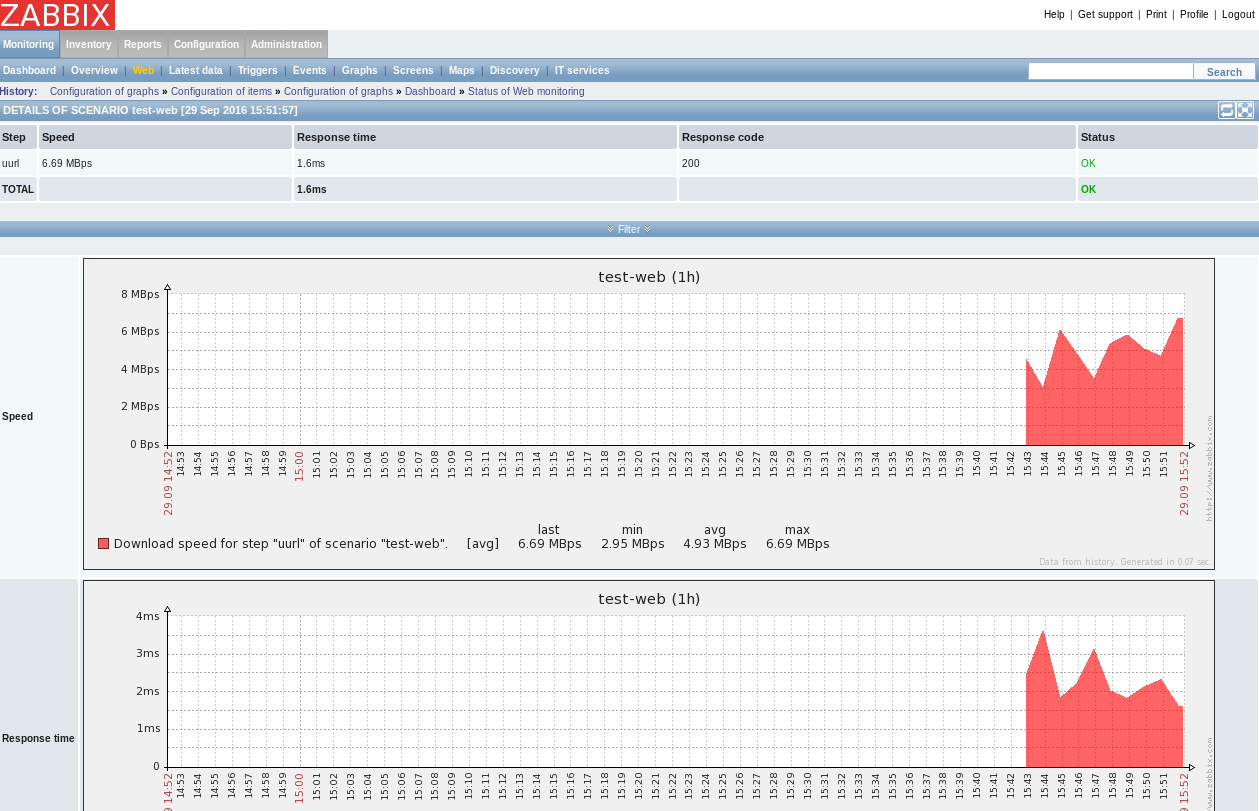 ZABBIX
Help | Get support | Print | Profile | Logout
Monitoring Inventory Reports Configuration Administration
Dashboard | Overview | Web | Latest data | Triggers | Events | Graphs | Screens | Maps | Discovery | IT services Search
History: Configuration of graphs » Configuration of items » Configuration of graphs » Dashboard » Status of Web monitoring
DETAILS OF SCENARIO test-web [29 Sep 2016 15:51:57]
Step Speed Response time Response code Status
uurl 6.69 MBps 1.6ms 200 OK
TOTAL 1.6ms OK
Filter
Speed
test-web (1h)
8 MBps
6 MBps
4 MBps
2 MBps
0 Bps
29.09 14:52 14:53 14:54 14:55 14:56 14:57 14:58 14:59 15:00 15:01 15:02 15:03 15:04 15:05 15:06 15:07 15:08 15:09 15:10 15:11 15:12 15:13 15:14 15:15 15:16 15:17 15:18 15:19 15:20 15:21 15:22 15:23 15:24 15:25 15:26 15:27 15:28 15:29 15:30 15:31 15:32 15:33 15:34 15:35 15:36 15:37 15:38 15:39 15:40 15:41 15:42 15:43 15:44 15:45 15:46 15:47 15:48 15:49 15:50 15:51 29.09 15:52
http://www.zabbix.com
last min avg max
Download speed for step "uurl" of scenario "test-web". [avg] 6.69 MBps 2.95 MBps 4.93 MBps 6.69 MBps
Data from history. Generated in 0.07 sec.
Response time
test-web (1h)
4ms
3ms
2ms
1ms
0
9 14:52 14:53 14:54 14:55 14:56 14:57 14:58 14:59 15:00 15:01 15:02 15:03 15:04 15:05 15:06 15:07 15:08 15:09 15:10 15:11 15:12 15:13 15:14 15:15 15:16 15:17 15:18 15:19 15:20 15:21 15:22 15:23 15:24 15:25 15:26 15:27 15:28 15:29 15:30 15:31 15:32 15:33 15:34 15:35 15:36 15:37 15:38 15:39 15:40 15:41 15:42 15:43 15:44 15:45 15:46 15:47 15:48 15:49 15:50 15:51 9 15:52
www.zabbix.com